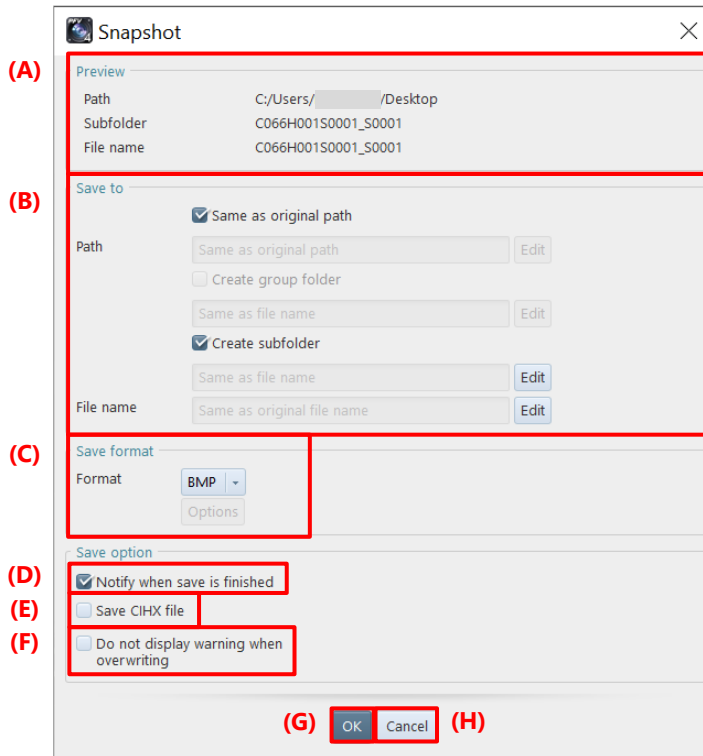 Snapshot
(A)
Preview
Path C:/Users/ /Desktop
Subfolder C066H001S0001_S0001
File name C066H001S0001_S0001
(B)
Save to
Same as original path
Path Same as original path Edit
Create group folder
Same as file name Edit
Create subfolder
Same as file name Edit
File name Same as original file name Edit
(C)
Save format
Format BMP
Options
Save option
(D) Notify when save is finished
(E) Save CIHX file
(F) Do not display warning when
overwriting
(G) OK Cancel (H)